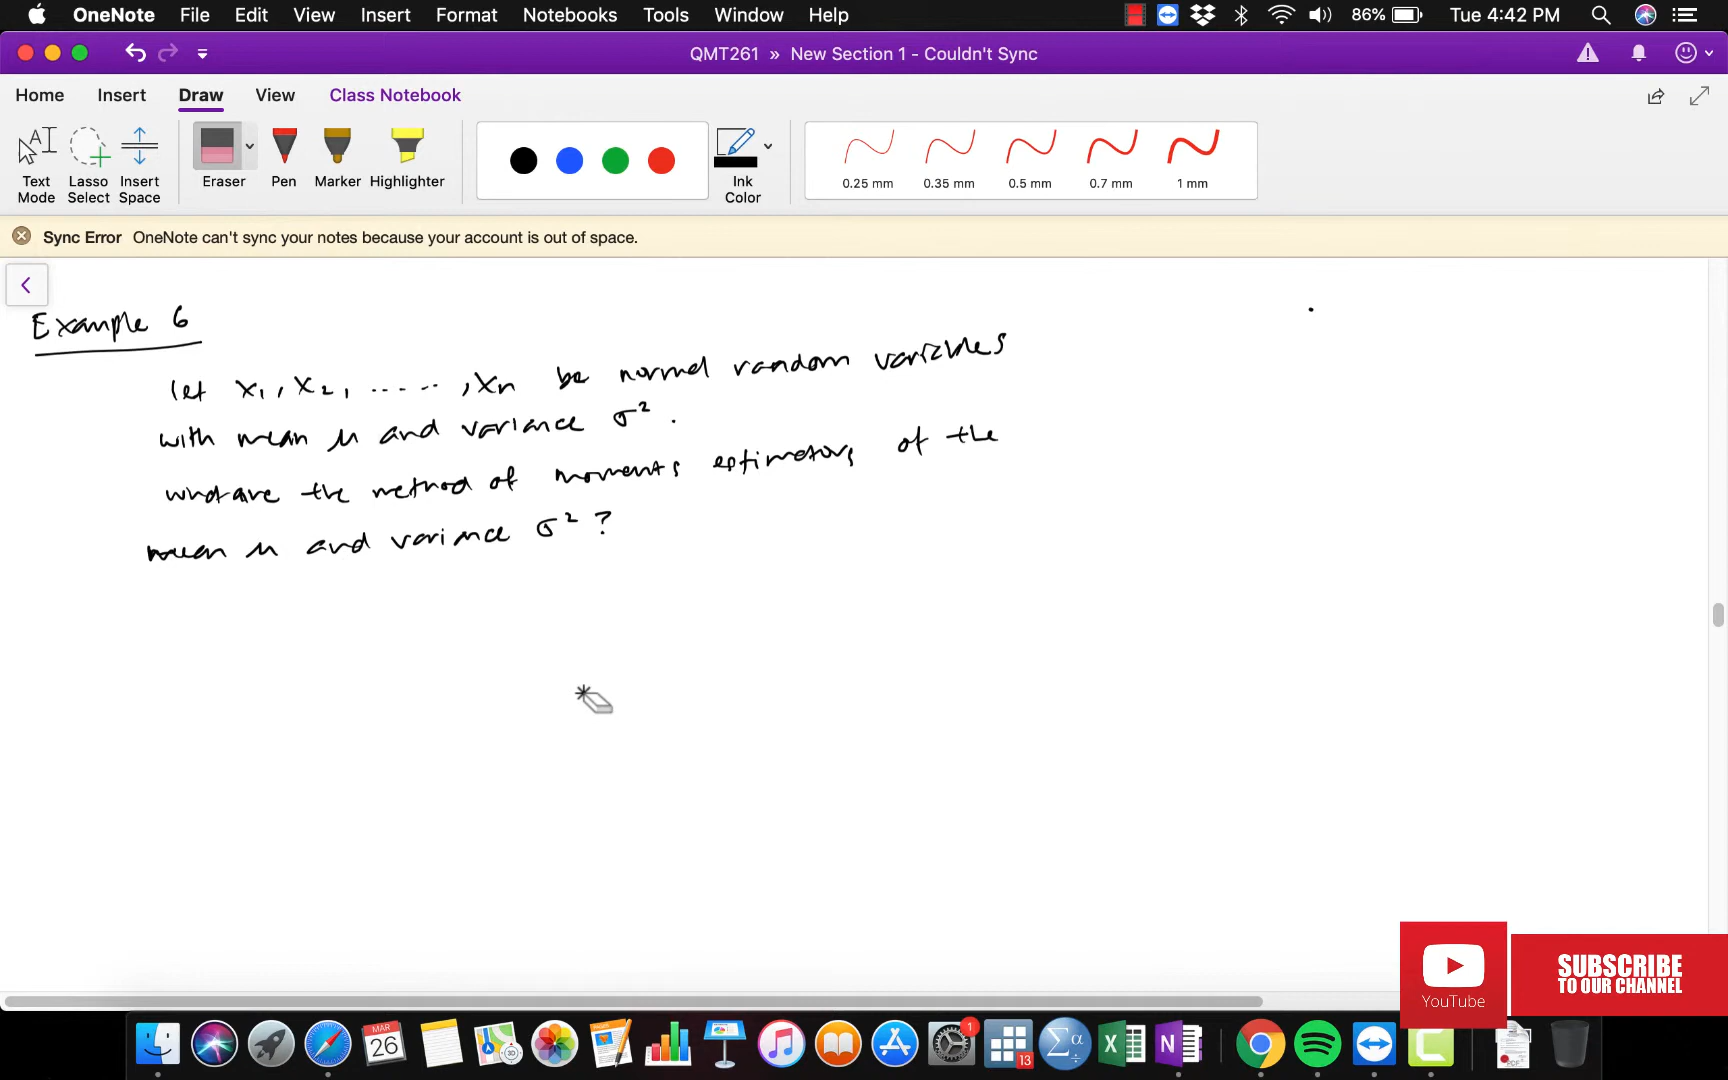 OneNote File Edit View Insert Format Notebooks Tools Window Help 86% Tue 4:42 PM
QMT261 » New Section 1 - Couldn't Sync
Home Insert Draw View Class Notebook
Text Mode
Lasso Select
Insert Space
Eraser
Pen
Marker
Highlighter
Ink Color
0.25 mm 0.35 mm 0.5 mm 0.7 mm 1 mm
Sync Error OneNote can't sync your notes because your account is out of space.
Example 6
let x1, x2, ......, xn be normal random variables
with mean μ and variance σ².
what are the method of moments estimators of the
mean μ and variance σ²?
SUBSCRIBE
TO OUR CHANNEL
YouTube
MAR
26
1
13